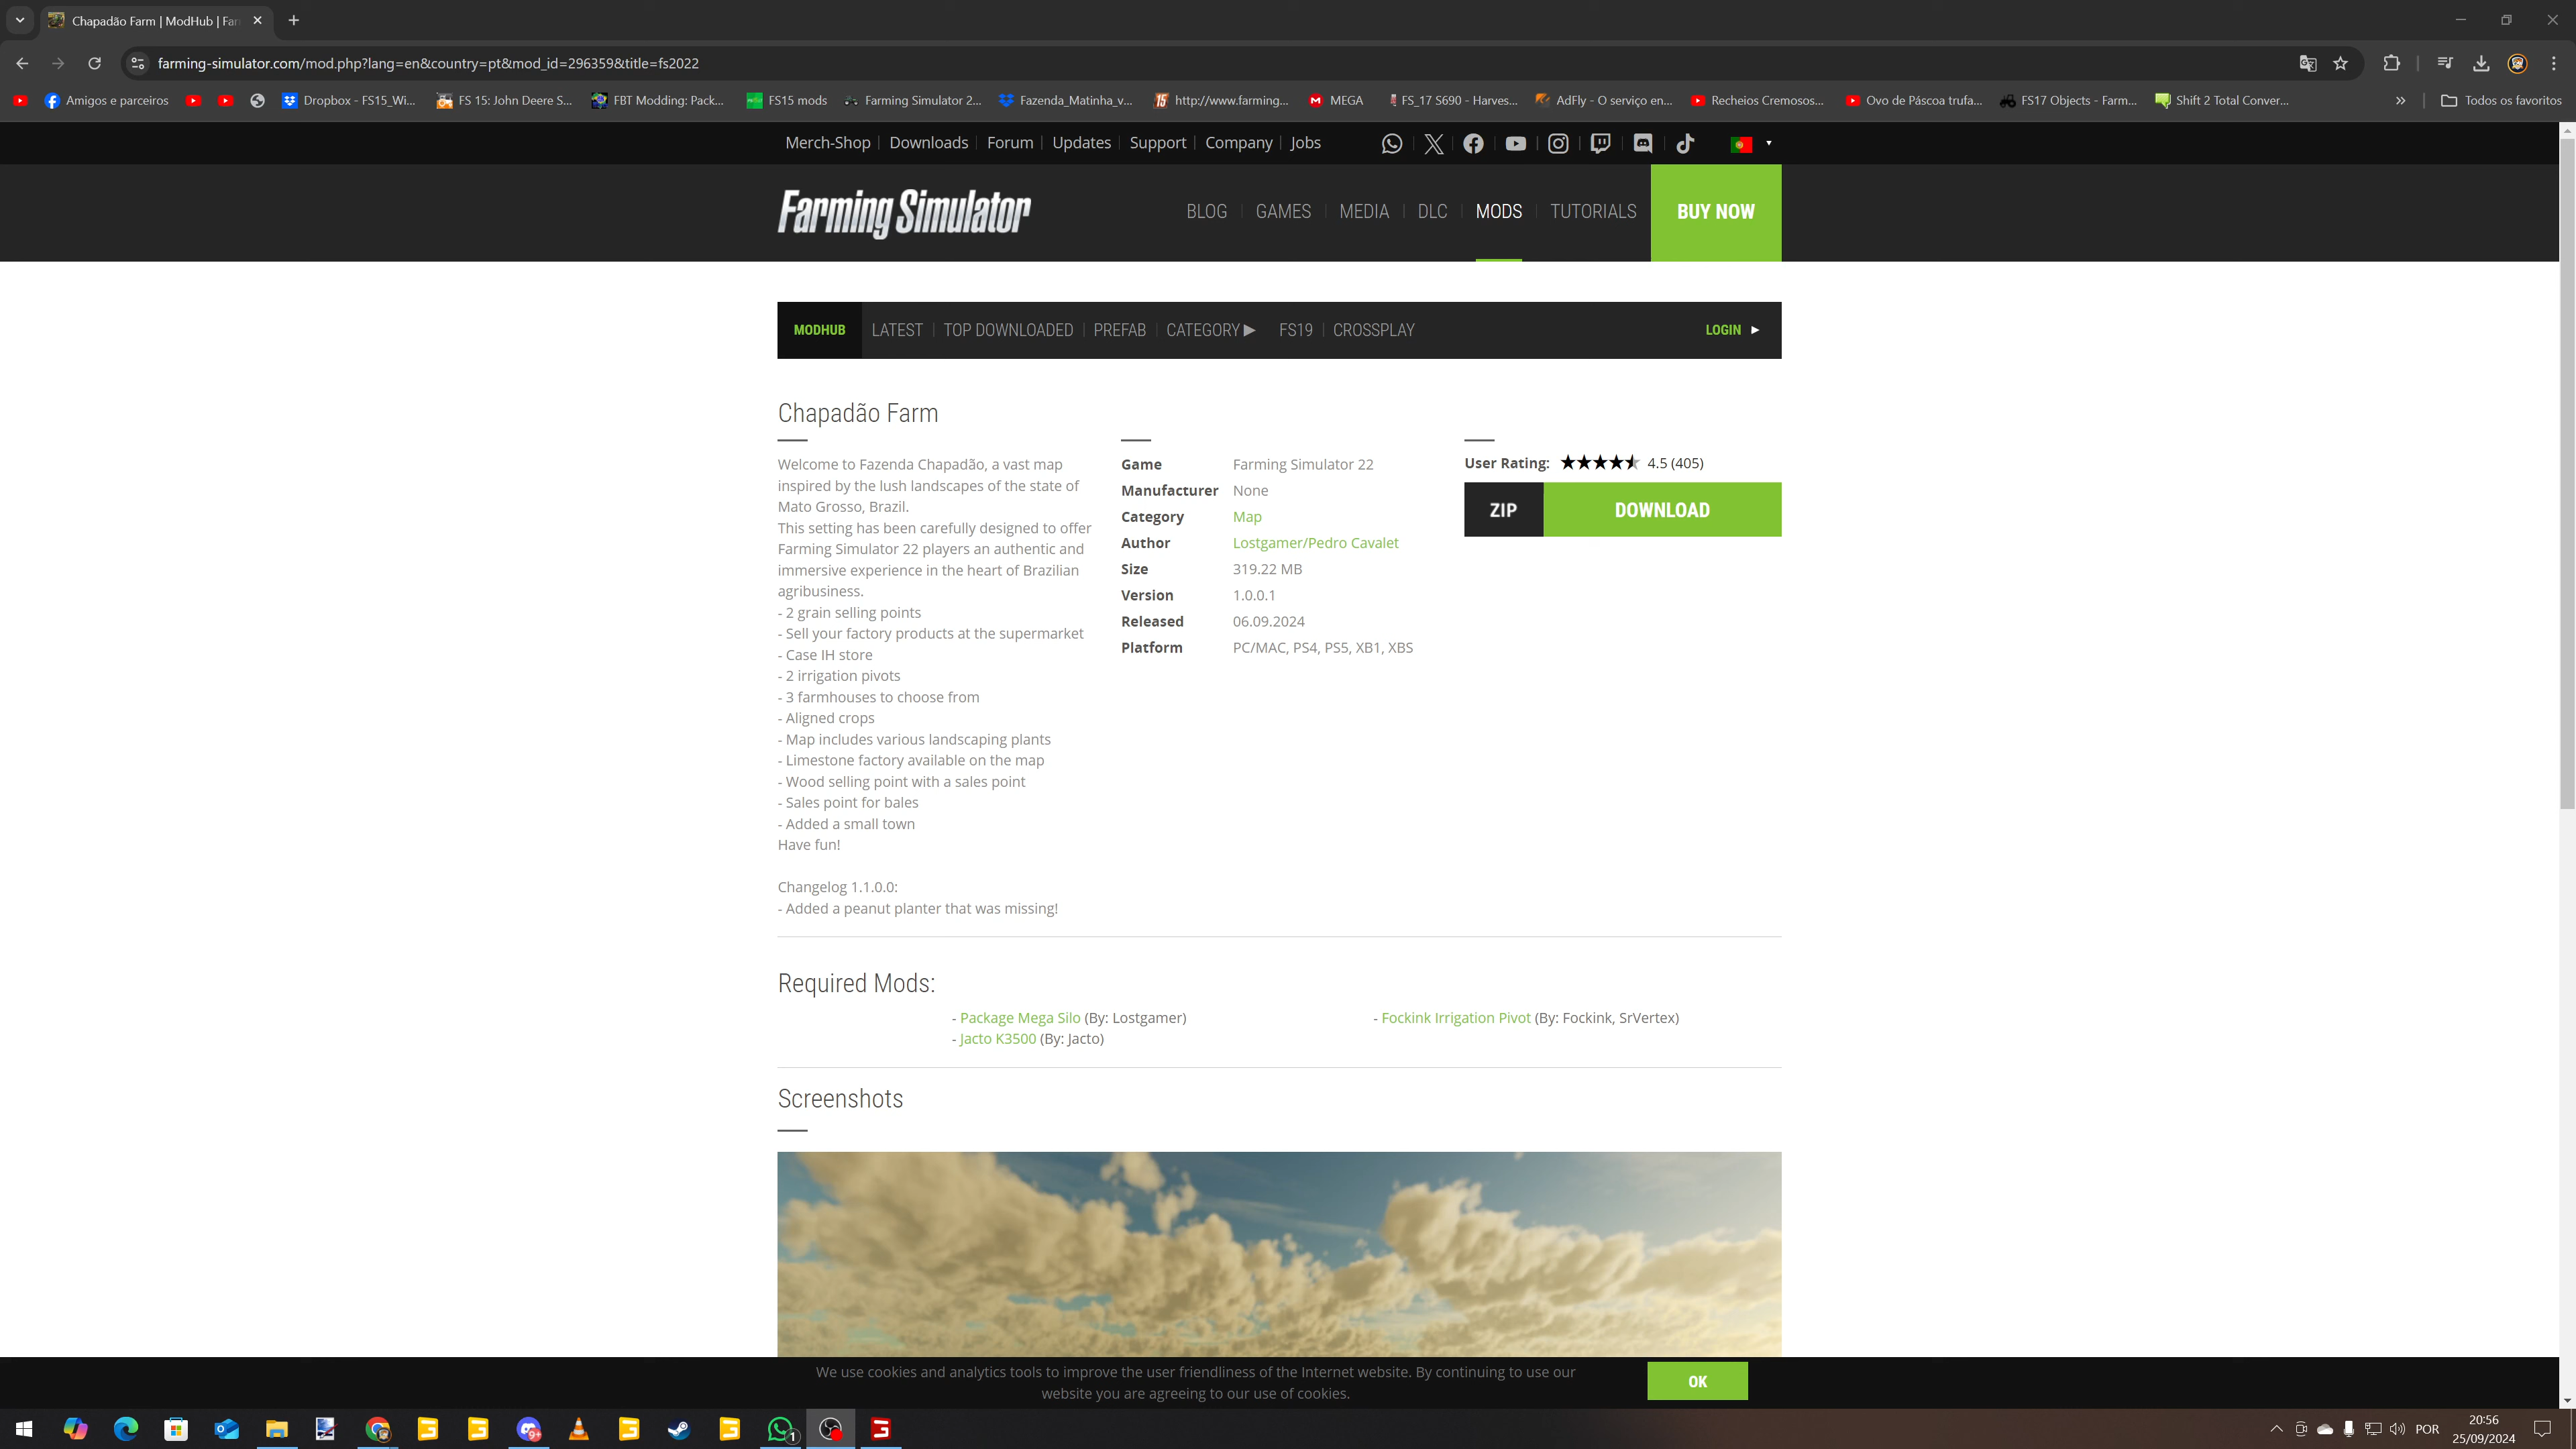 Chapadão Farm | ModHub | Far
farming-simulator.com/mod.php?lang=en&country=pt&mod_id=296359&title=fs2022
Amigos e parceiros
Dropbox - FS15_Wi...
FS 15: John Deere S...
FBT Modding: Pack...
FS15 mods
Farming Simulator 2...
Fazenda_Matinha_v...
http://www.farming...
MEGA
FS_17 S690 - Harves...
AdFly - O serviço en...
Recheios Cremosos...
Ovo de Páscoa trufa...
FS17 Objects - Farm...
Shift 2 Total Conver...
Todos os favoritos
Merch-Shop | Downloads | Forum | Updates | Support | Company | Jobs
Farming Simulator
BLOG | GAMES | MEDIA | DLC | MODS | TUTORIALS
BUY NOW
MODHUB
LATEST | TOP DOWNLOADED | PREFAB | CATEGORY▶ FS19 | CROSSPLAY
LOGIN ▶
Chapadão Farm
Welcome to Fazenda Chapadão, a vast map
inspired by the lush landscapes of the state of
Mato Grosso, Brazil.
This setting has been carefully designed to offer
Farming Simulator 22 players an authentic and
immersive experience in the heart of Brazilian
agribusiness.
- 2 grain selling points
- Sell your factory products at the supermarket
- Case IH store
- 2 irrigation pivots
- 3 farmhouses to choose from
- Aligned crops
- Map includes various landscaping plants
- Limestone factory available on the map
- Wood selling point with a sales point
- Sales point for bales
- Added a small town
Have fun!
Changelog 1.1.0.0:
- Added a peanut planter that was missing!
Game Farming Simulator 22
Manufacturer None
Category Map
Author Lostgamer/Pedro Cavalet
Size 319.22 MB
Version 1.0.0.1
Released 06.09.2024
Platform PC/MAC, PS4, PS5, XB1, XBS
User Rating: 4.5 (405)
ZIP DOWNLOAD
Required Mods:
- Package Mega Silo (By: Lostgamer)
- Fockink Irrigation Pivot (By: Fockink, SrVertex)
- Jacto K3500 (By: Jacto)
Screenshots
We use cookies and analytics tools to improve the user friendliness of the Internet website. By continuing to use our
website you are agreeing to our use of cookies.
OK
POR
20:56
25/09/2024